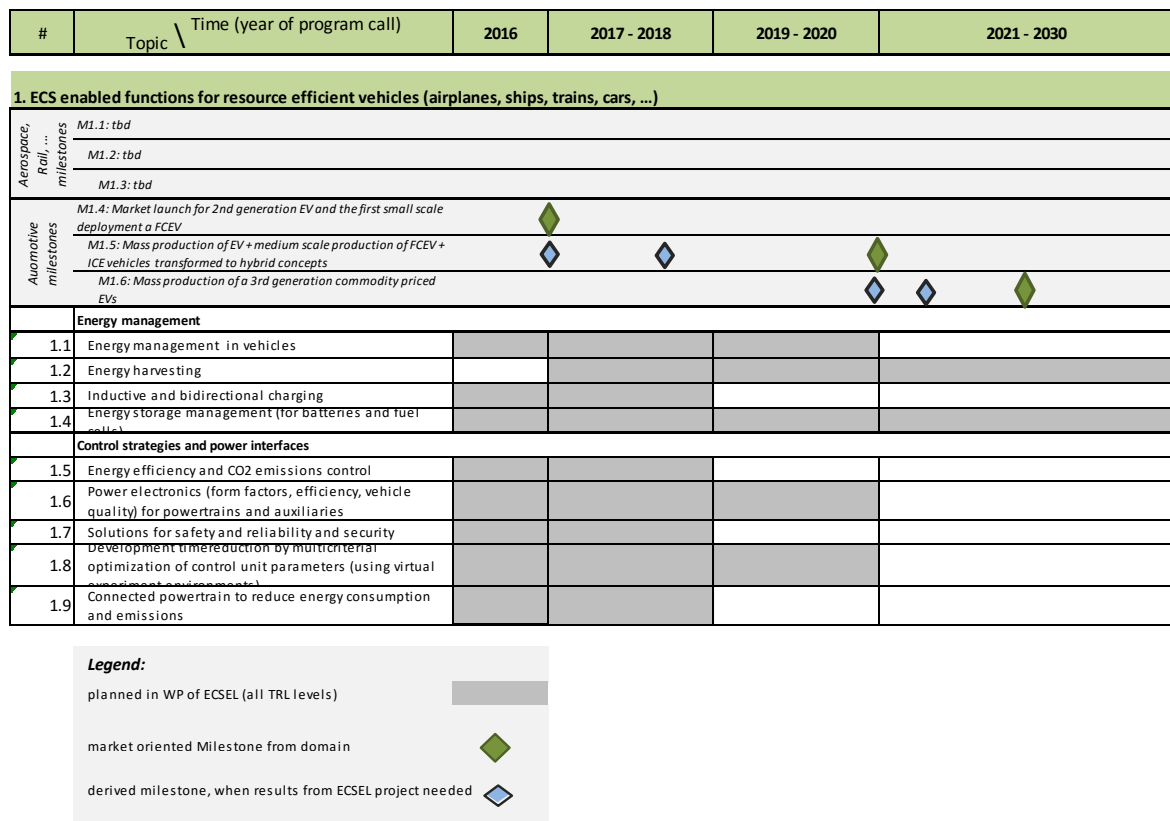 #
Time (year of program call)
Topic \
2016
2017 - 2018
2019 - 2020
2021 - 2030
1. ECS enabled functions for resource efficient vehicles (airplanes, ships, trains, cars, ...)
Aerospace,
Rail, ...
milestones
M1.1: tbd
M1.2: tbd
M1.3: tbd
Auomotive
milestones
M1.4: Market launch for 2nd generation EV and the first small scale
deployment a FCEV
M1.5: Mass production of EV + medium scale production of FCEV +
ICE vehicles transformed to hybrid concepts
M1.6: Mass production of a 3rd generation commodity priced
EVs
Energy management
1.1 Energy management in vehicles
1.2 Energy harvesting
1.3 Inductive and bidirectional charging
1.4 Energy storage management (for batteries and fuel
cells)
Control strategies and power interfaces
1.5 Energy efficiency and CO2 emissions control
1.6 Power electronics (form factors, efficiency, vehicle
quality) for powertrains and auxiliaries
1.7 Solutions for safety and reliability and security
1.8 Development timereduction by multicriterial
optimization of control unit parameters (using virtual
experiment environments)
1.9 Connected powertrain to reduce energy consumption
and emissions
Legend:
planned in WP of ECSEL (all TRL levels)
market oriented Milestone from domain
derived milestone, when results from ECSEL project needed